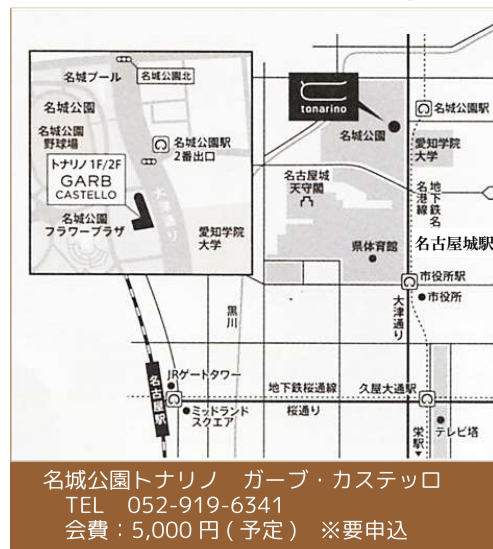 名城プール
名城公園北
名城公園
名城公園
野球場
名城公園駅
2番出口
トナリノ 1F/2F
GARB
CASTELLO
大津通り
名城公園
フラワープラザ
愛知学院
大学
tonarino
名城公園駅
名城公園
愛知学院
大学
名古屋城
天守閣
地下鉄名
名港線
県体育館
名古屋城駅
市役所駅
市役所
大津通り
黒川
JRゲートタワー
名古屋駅
ミッドランド
スクエア
地下鉄桜通線
桜通り
久屋大通駅
栄駅▼
テレビ塔
名城公園トナリノ ガーブ・カステッロ
TEL 052-919-6341
会費：5,000 円 ( 予定 ) ※要申込